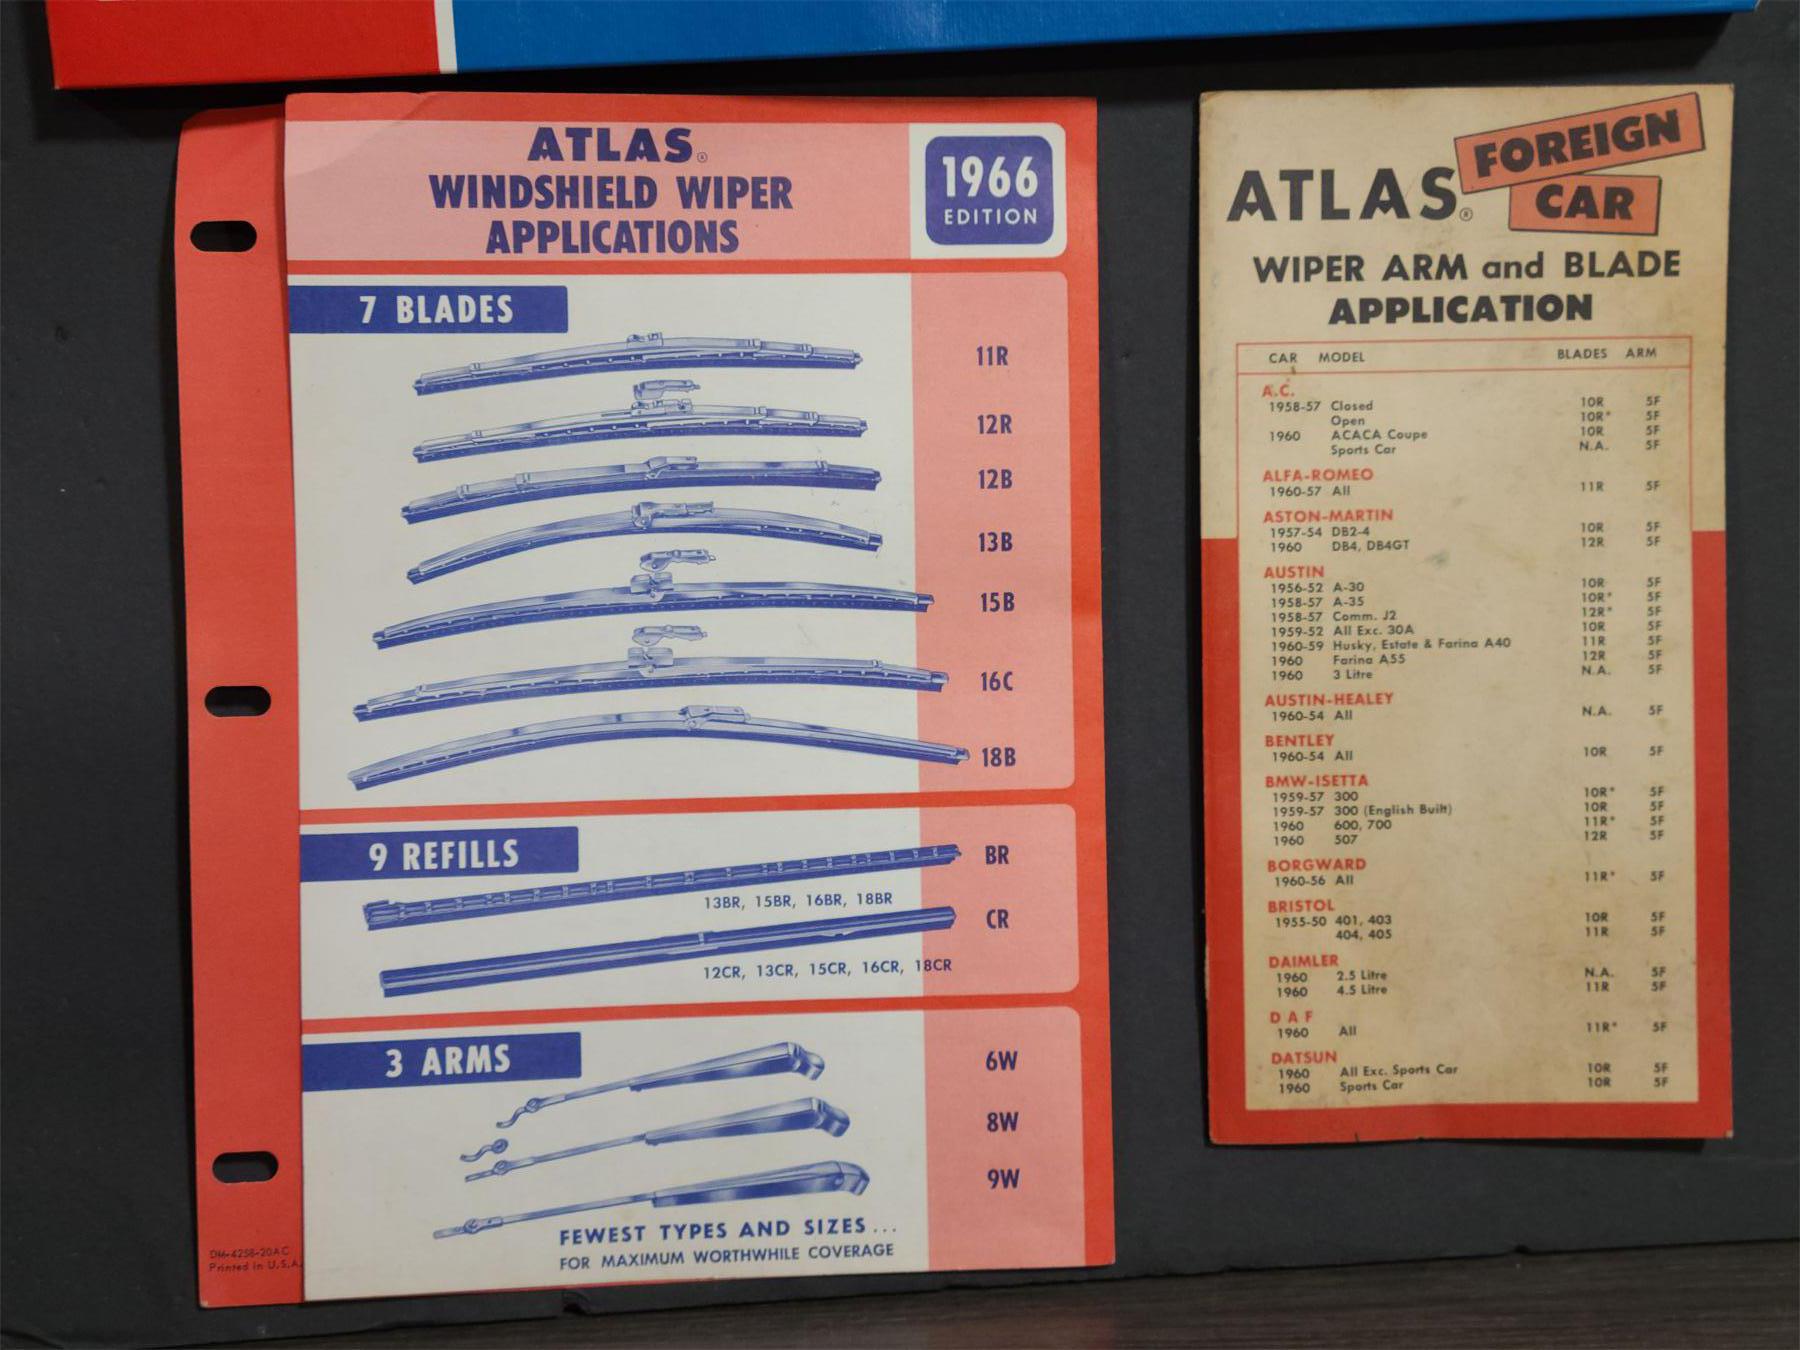 ATLAS®
WINDSHIELD WIPER
APPLICATIONS
1966
EDITION
7 BLADES
11R
12R
12B
13B
15B
16C
18B
9 REFILLS
BR
13BR, 15BR, 16BR, 18BR
CR
12CR, 13CR, 15CR, 16CR, 18CR
3 ARMS
6W
8W
9W
FEWEST TYPES AND SIZES...
FOR MAXIMUM WORTHWHILE COVERAGE
DM-4258-20AC
Printed in U.S.A.
ATLAS® FOREIGN
CAR
WIPER ARM and BLADE
APPLICATION
CAR MODEL BLADES ARM
A.C.
1958-57 Closed 10R 5F
Open 10R* 5F
1960 ACACA Coupe 10R 5F
Sports Car N.A. 5F
ALFA-ROMEO
1960-57 All 11R 5F
ASTON-MARTIN
1957-54 DB2-4 10R 5F
1960 DB4, DB4GT 12R 5F
AUSTIN
1956-52 A-30 10R 5F
1958-57 A-35 10R* 5F
1958-57 Comm. J2 12R* 5F
1959-52 All Exc. 30A 10R 5F
1960-59 Husky, Estate & Farina A40 11R 5F
1960 Farina A55 12R 5F
1960 3 Litre N.A. 5F
AUSTIN-HEALEY
1960-54 All N.A. 5F
BENTLEY
1960-54 All 10R 5F
BMW-ISETTA
1959-57 300 10R* 5F
1959-57 300 (English Built) 10R 5F
1960 600, 700 11R* 5F
1960 507 12R 5F
BORGWARD
1960-56 All 11R* 5F
BRISTOL
1955-50 401, 403 10R 5F
404, 405 11R 5F
DAIMLER
1960 2.5 Litre N.A. 5F
1960 4.5 Litre 11R 5F
D A F
1960 All 11R* 5F
DATSUN
1960 All Exc. Sports Car 10R 5F
1960 Sports Car 10R 5F